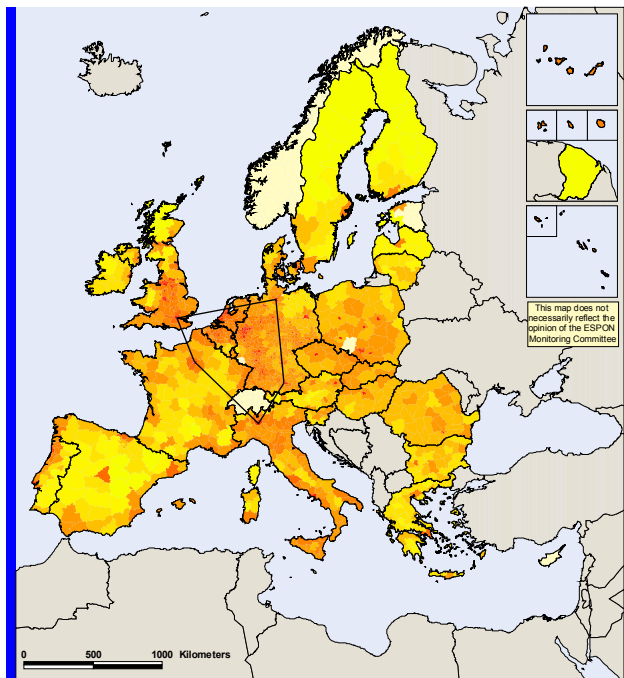 This map does not
necessarily reflect the
opinion of the ESPON
Monitoring Committee
0 500 1000 Kilometers